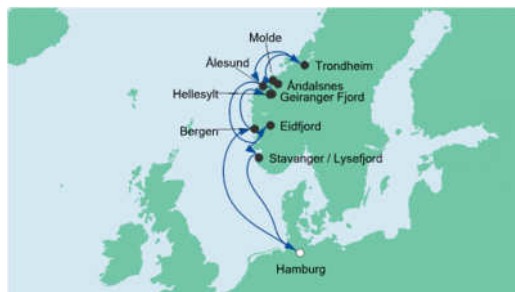 Molde
Ålesund
Trondheim
Åndalsnes
Hellesylt
Geiranger Fjord
Bergen
Eidfjord
Stavanger / Lysefjord
Hamburg